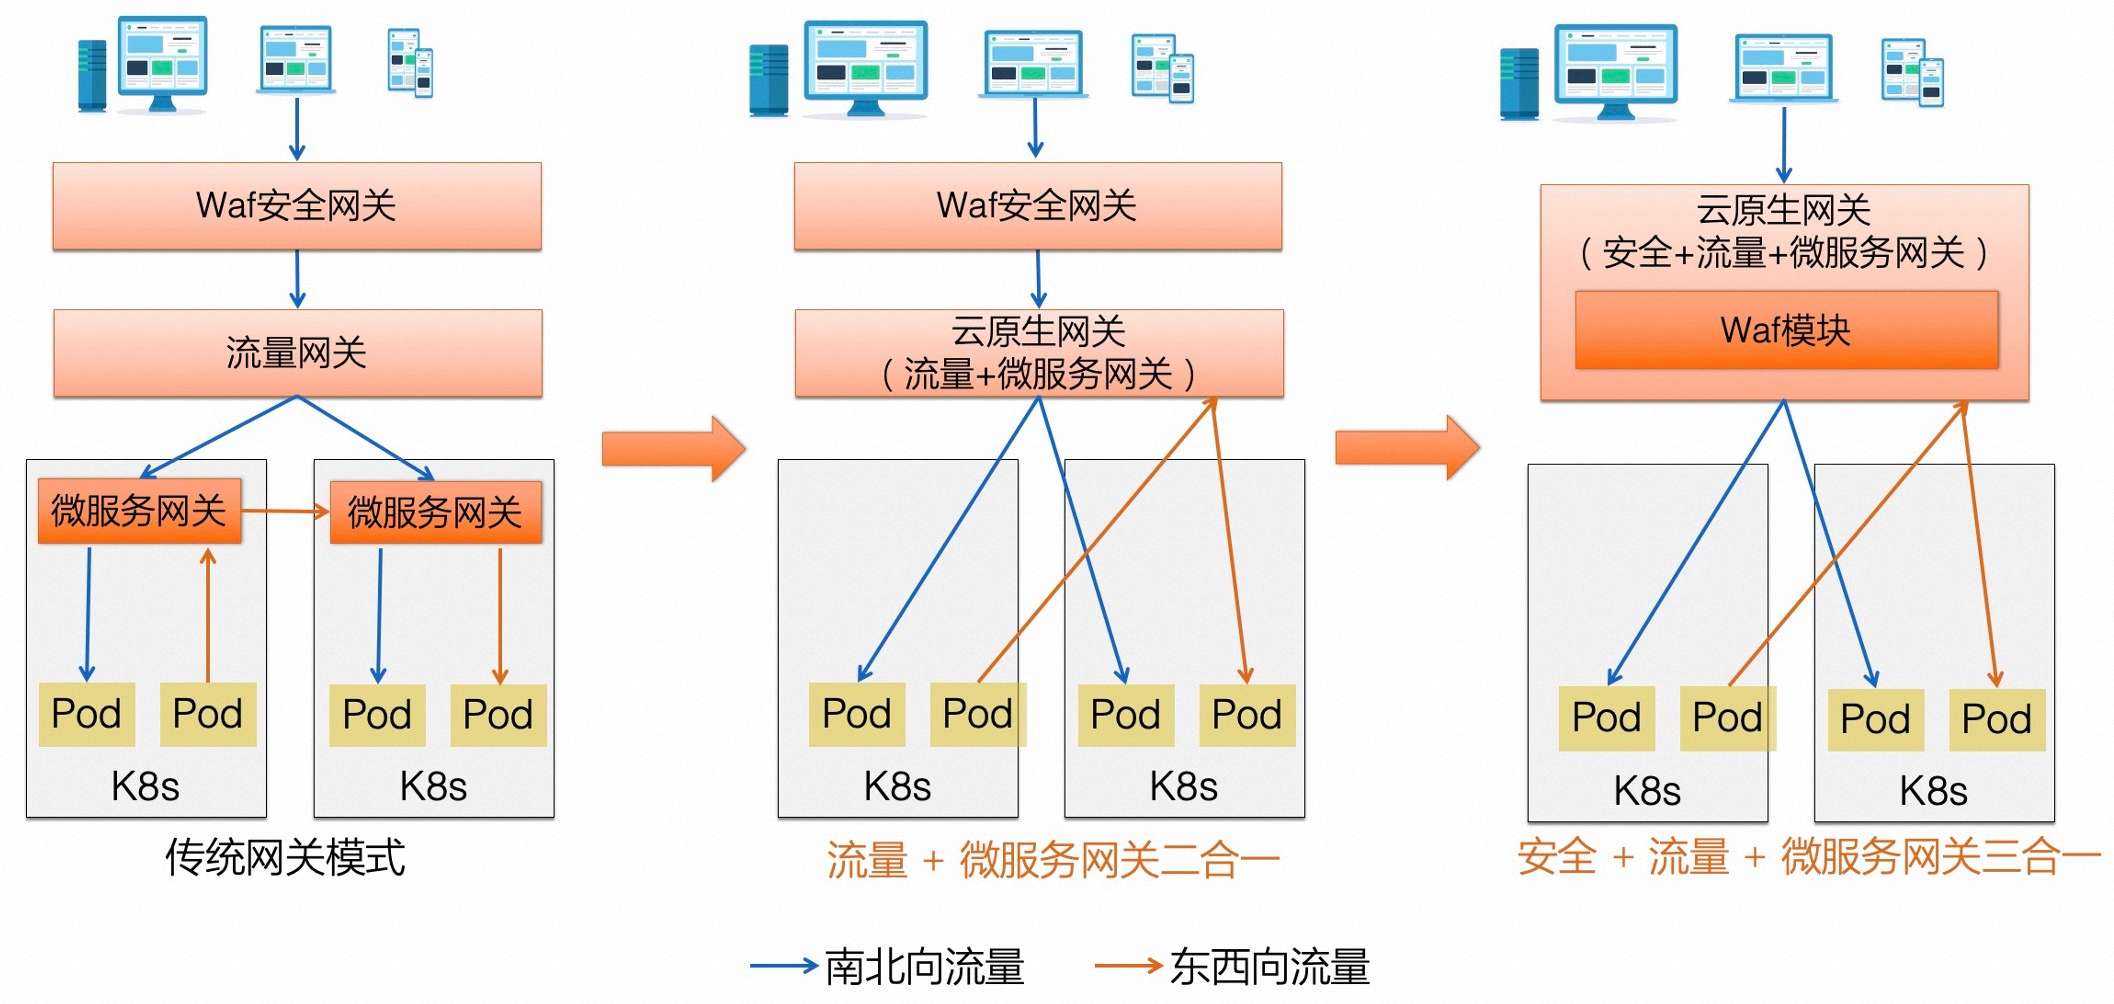 Waf安全网关
流量网关
微服务网关
微服务网关
Pod
Pod
Pod
Pod
K8s
K8s
传统网关模式
Waf安全网关
云原生网关
（流量+微服务网关）
Pod
Pod
Pod
Pod
K8s
K8s
流量 + 微服务网关二合一
云原生网关
（安全+流量+微服务网关）
Waf模块
Pod
Pod
Pod
Pod
K8s
K8s
安全 + 流量 + 微服务网关三合一
南北向流量
东西向流量